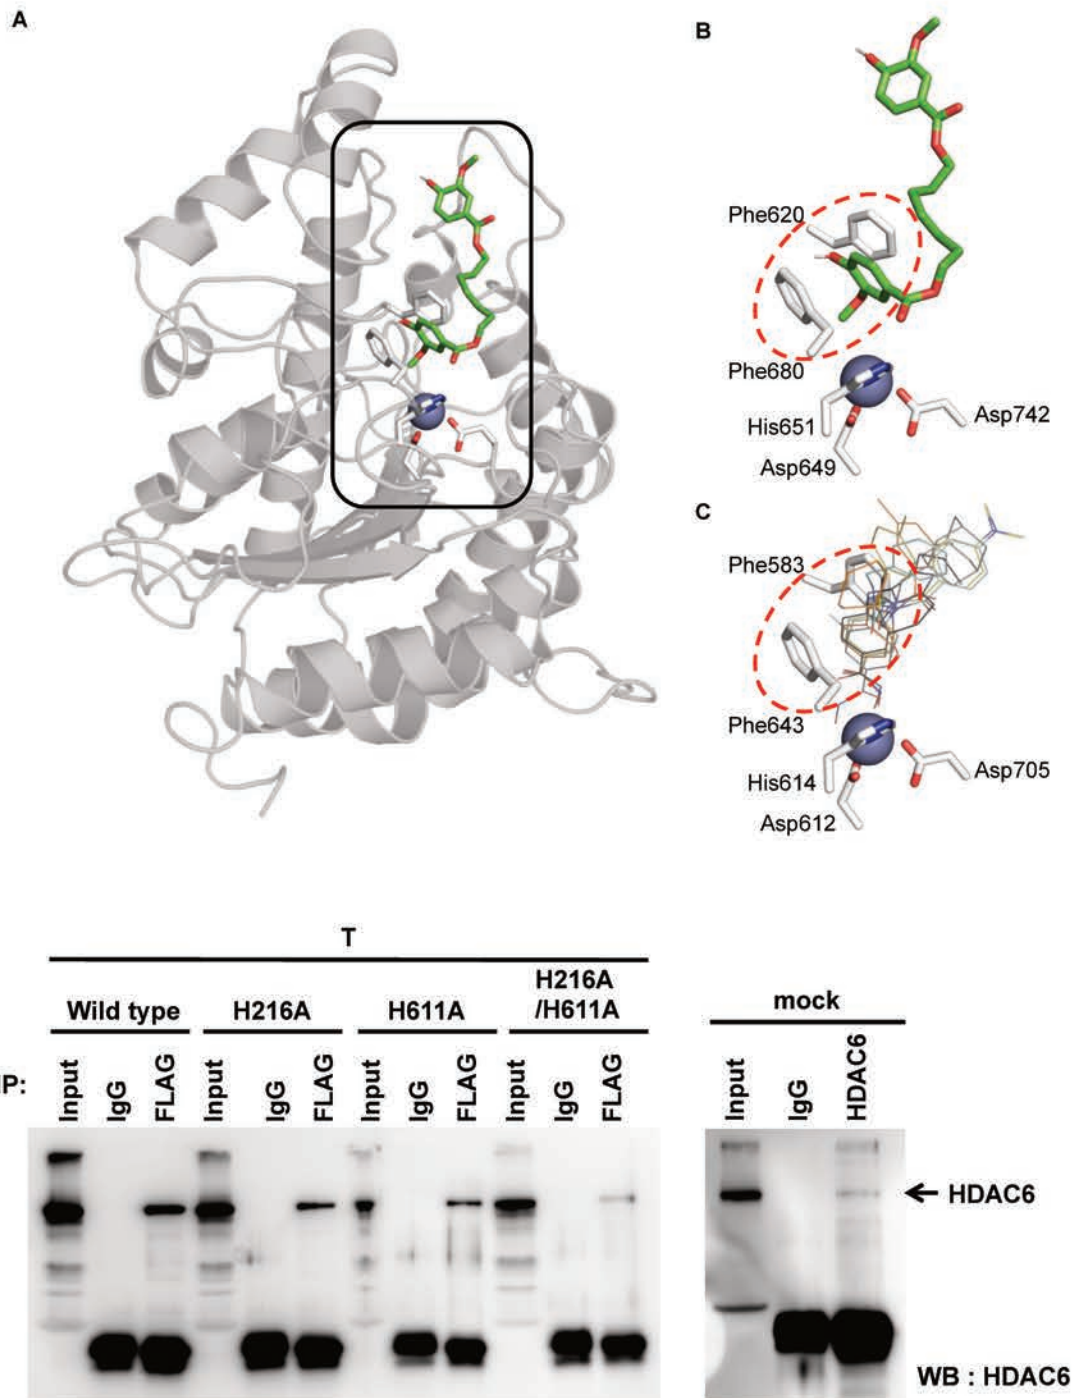 A
B
Phe620
Phe680
His651
Asp649
Asp742
C
Phe583
Phe643
His614
Asp612
Asp705
T
Wild type
H216A
H611A
H216A
/H611A
mock
P:
Input
IgG
FLAG
Input
IgG
FLAG
Input
IgG
FLAG
Input
IgG
FLAG
Input
IgG
HDAC6
HDAC6
WB : HDAC6